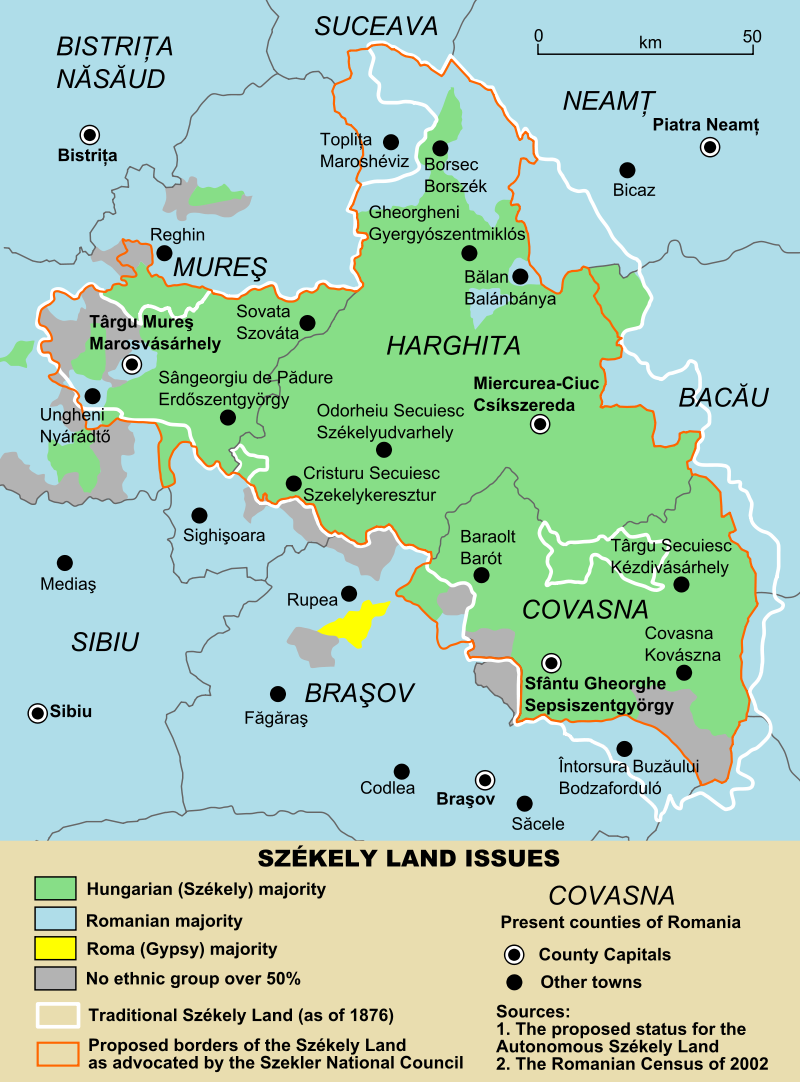 SUCEAVA
BISTRIȚA
NĂSĂUD
0
50
km
NEAMȚ
Piatra Neamț
Bistrița
Toplița
Maroshéviz
Borsec
Borszék
Bicaz
Gheorgheni
Gyergyószentmiklós
Reghin
MUREŞ
Bălan
Balánbánya
Sovata
Szováta
Târgu Mureş
Marosvásárhely
HARGHITA
Sângeorgiu de Pădure
Erdőszentgyörgy
Miercurea-Ciuc
Csíkszereda
BACĂU
Ungheni
Nyárádtő
Odorheiu Secuiesc
Székelyudvarhely
Cristuru Secuiesc
Szekelykeresztur
Sighişoara
Baraolt
Barót
Târgu Secuiesc
Kézdivásárhely
Mediaş
Rupea
COVASNA
SIBIU
Covasna
Kovászna
Sfântu Gheorghe
Sepsiszentgyörgy
BRAŞOV
Sibiu
Făgăraş
Întorsura Buzăului
Bodzaforduló
Codlea
Braşov
Săcele
SZÉKELY LAND ISSUES
Hungarian (Székely) majority
Romanian majority
Roma (Gypsy) majority
No ethnic group over 50%
Traditional Székely Land (as of 1876)
Proposed borders of the Székely Land
as advocated by the Szekler National Council
COVASNA
Present counties of Romania
County Capitals
Other towns
Sources:
1. The proposed status for the
Autonomous Székely Land
2. The Romanian Census of 2002